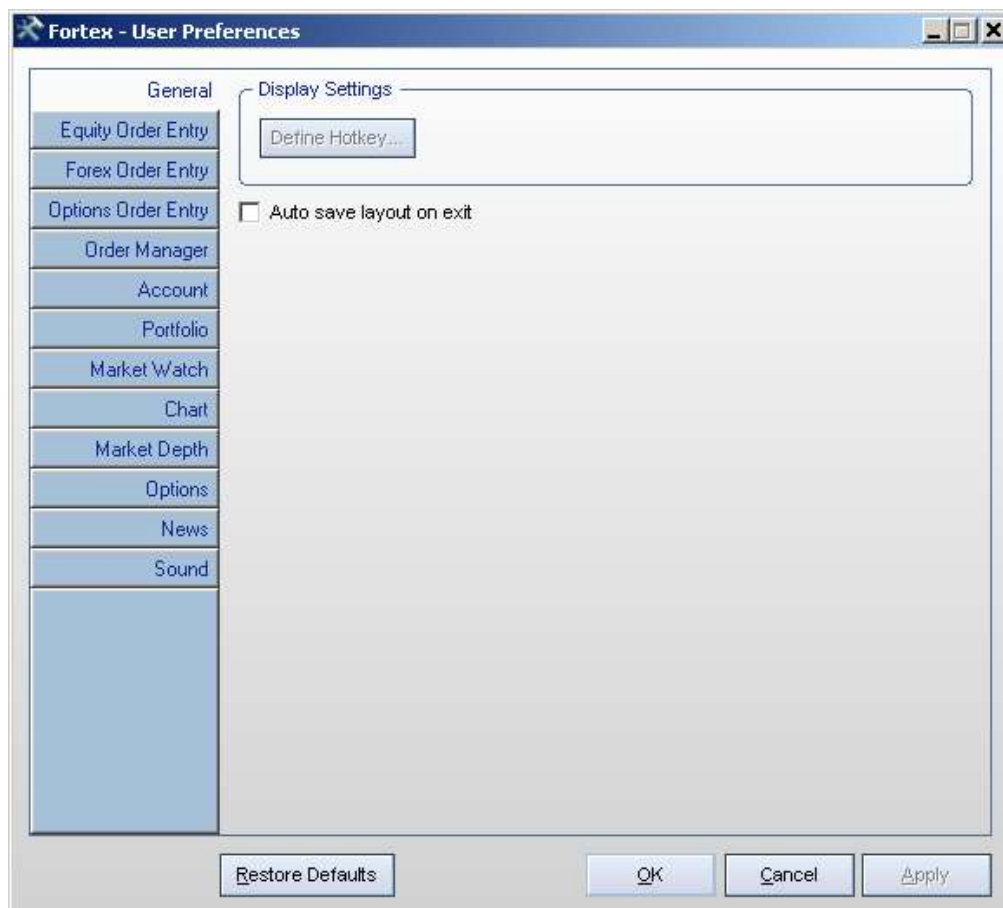 Fortex - User Preferences
General
Equity Order Entry
Forex Order Entry
Options Order Entry
Order Manager
Account
Portfolio
Market Watch
Chart
Market Depth
Options
News
Sound
Display Settings
Define Hotkey...
Auto save layout on exit
Restore Defaults
OK
Cancel
Apply